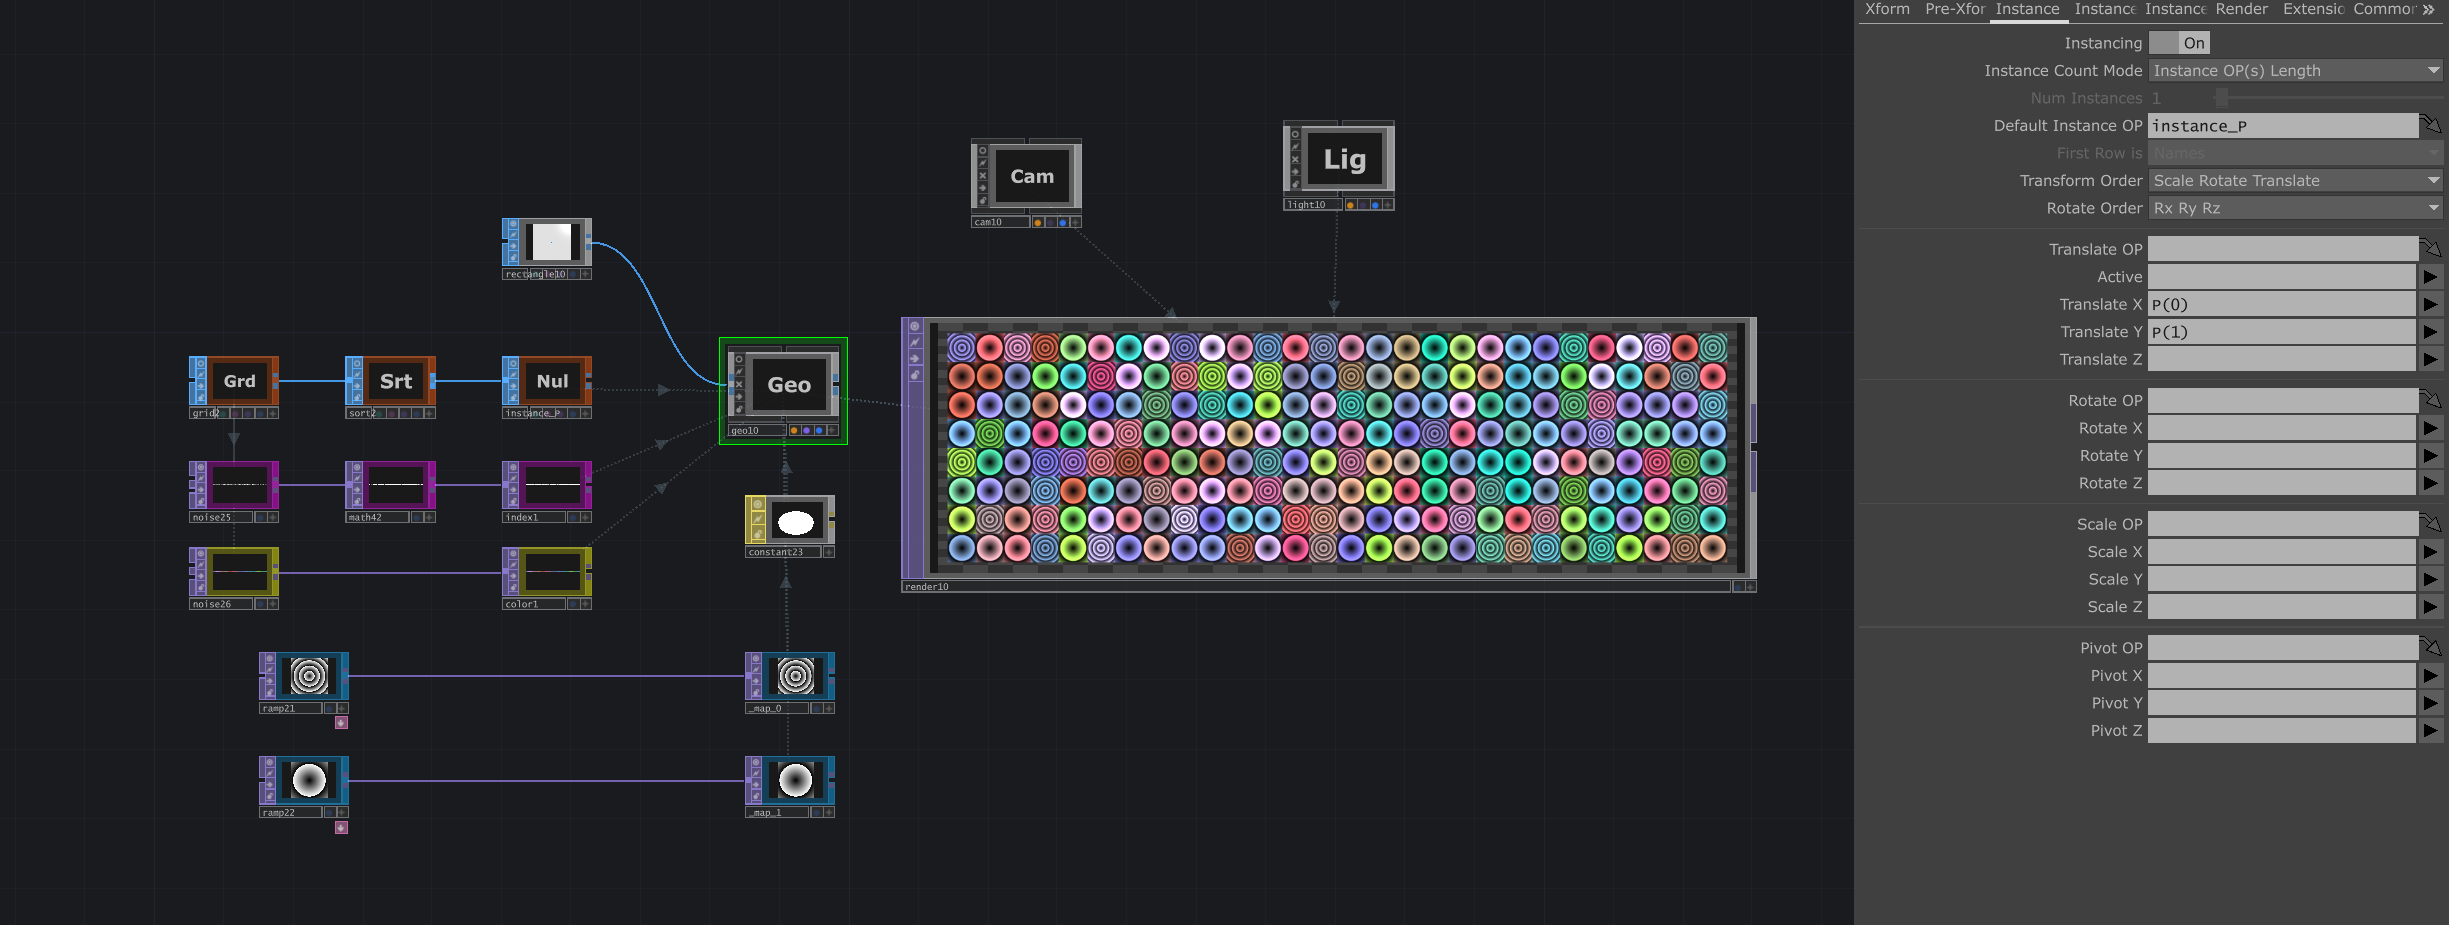 Xform Pre-Xfor Instance Instance Instance Render Extensio Common
Instancing On
Instance Count Mode Instance OP(s) Length
Num Instances 1
Default Instance OP instance_P
First Row is Names
Transform Order Scale Rotate Translate
Rotate Order Rx Ry Rz
Translate OP
Active
Translate X P(0)
Translate Y P(1)
Translate Z
Rotate OP
Rotate X
Rotate Y
Rotate Z
Scale OP
Scale X
Scale Y
Scale Z
Pivot OP
Pivot X
Pivot Y
Pivot Z
Cam
cam10
Lig
light10
rectangle10
Grd
grid2
Srt
sort2
Nul
instance_P
Geo
geo10
noise25
math42
index1
constant23
noise26
color1
render10
ramp21
_map_0
ramp22
_map_1